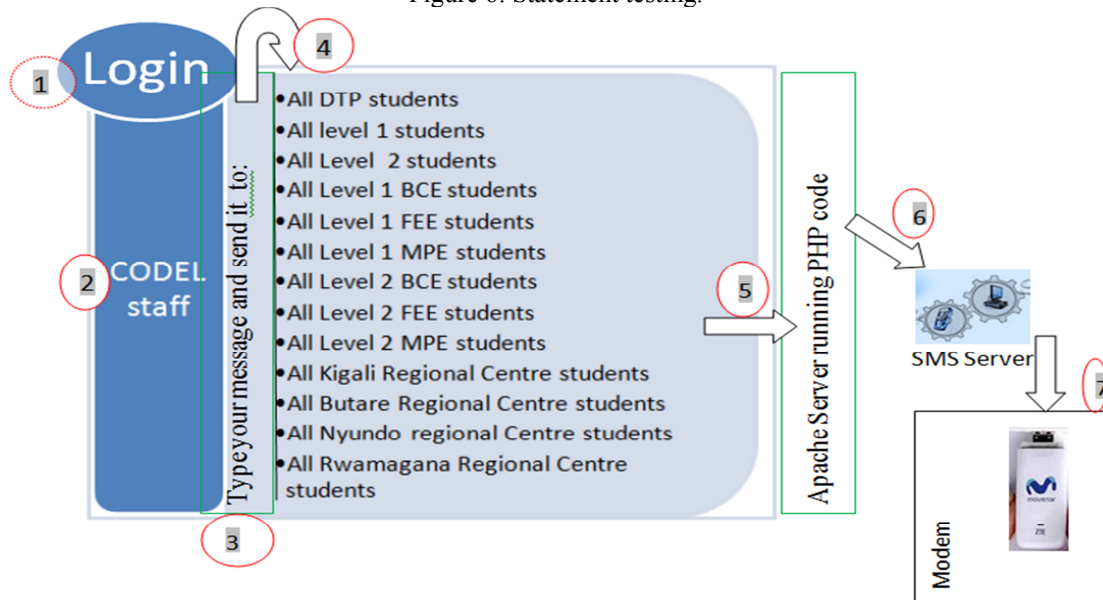 Figure 6: Statement testing.
1
Login
4
2
CODEL
staff
3
Type your message and send it to:
•All DTP students
•All level 1 students
•All Level 2 students
•All Level 1 BCE students
•All Level 1 FEE students
•All Level 1 MPE students
•All Level 2 BCE students
•All Level 2 FEE students
•All Level 2 MPE students
•All Kigali Regional Centre students
•All Butare Regional Centre students
•All Nyundo regional Centre students
•All Rwamagana Regional Centre
students
5
Apache Server running PHP code
6
SMS Server
7
Modem
movistar
ZTE